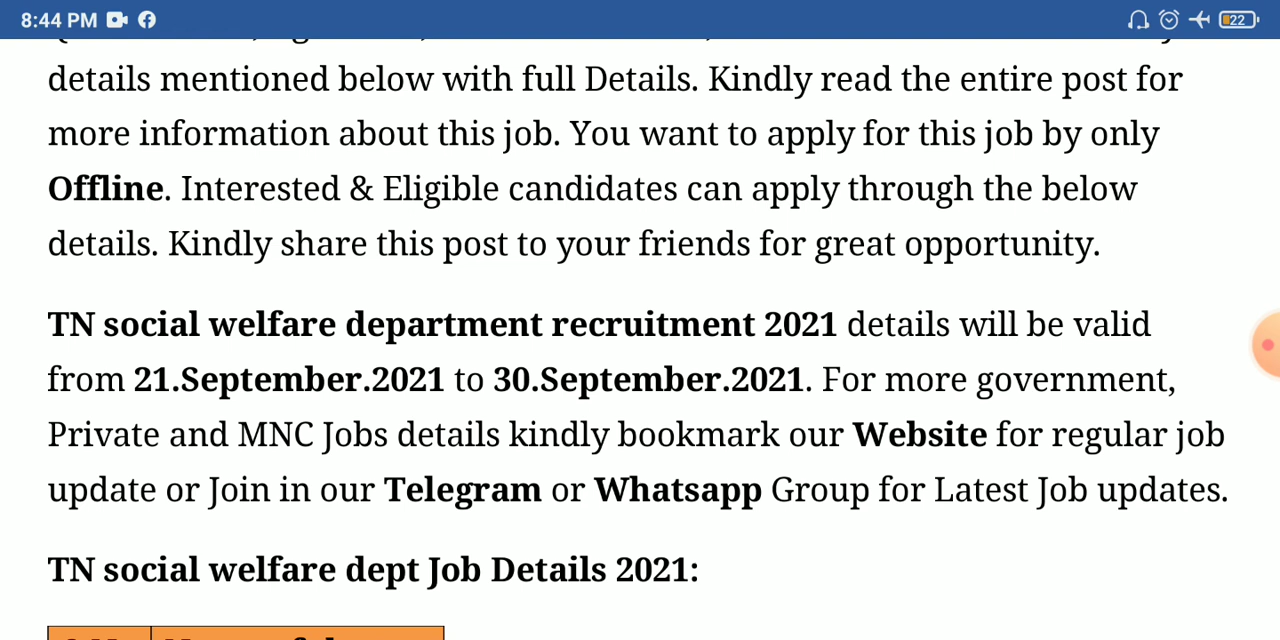 8:44 PM
22
details mentioned below with full Details. Kindly read the entire post for
more information about this job. You want to apply for this job by only
Offline. Interested & Eligible candidates can apply through the below
details. Kindly share this post to your friends for great opportunity.
TN social welfare department recruitment 2021 details will be valid
from 21.September.2021 to 30.September.2021. For more government,
Private and MNC Jobs details kindly bookmark our Website for regular job
update or Join in our Telegram or Whatsapp Group for Latest Job updates.
TN social welfare dept Job Details 2021: